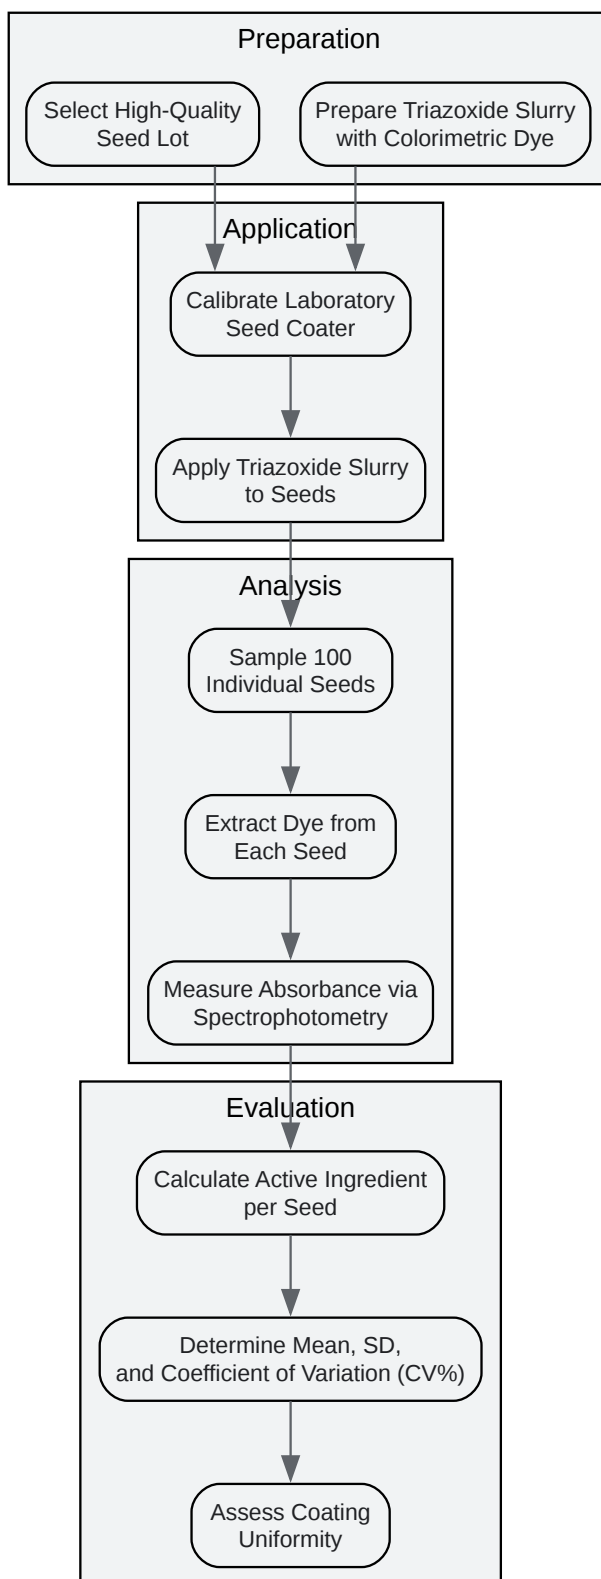 Preparation
Select High-Quality
Seed Lot
Prepare Triazoxide Slurry
with Colorimetric Dye
Application
Calibrate Laboratory
Seed Coater
Apply Triazoxide Slurry
to Seeds
Analysis
Sample 100
Individual Seeds
Extract Dye from
Each Seed
Measure Absorbance via
Spectrophotometry
Evaluation
Calculate Active Ingredient
per Seed
Determine Mean, SD,
and Coefficient of Variation (CV%)
Assess Coating
Uniformity